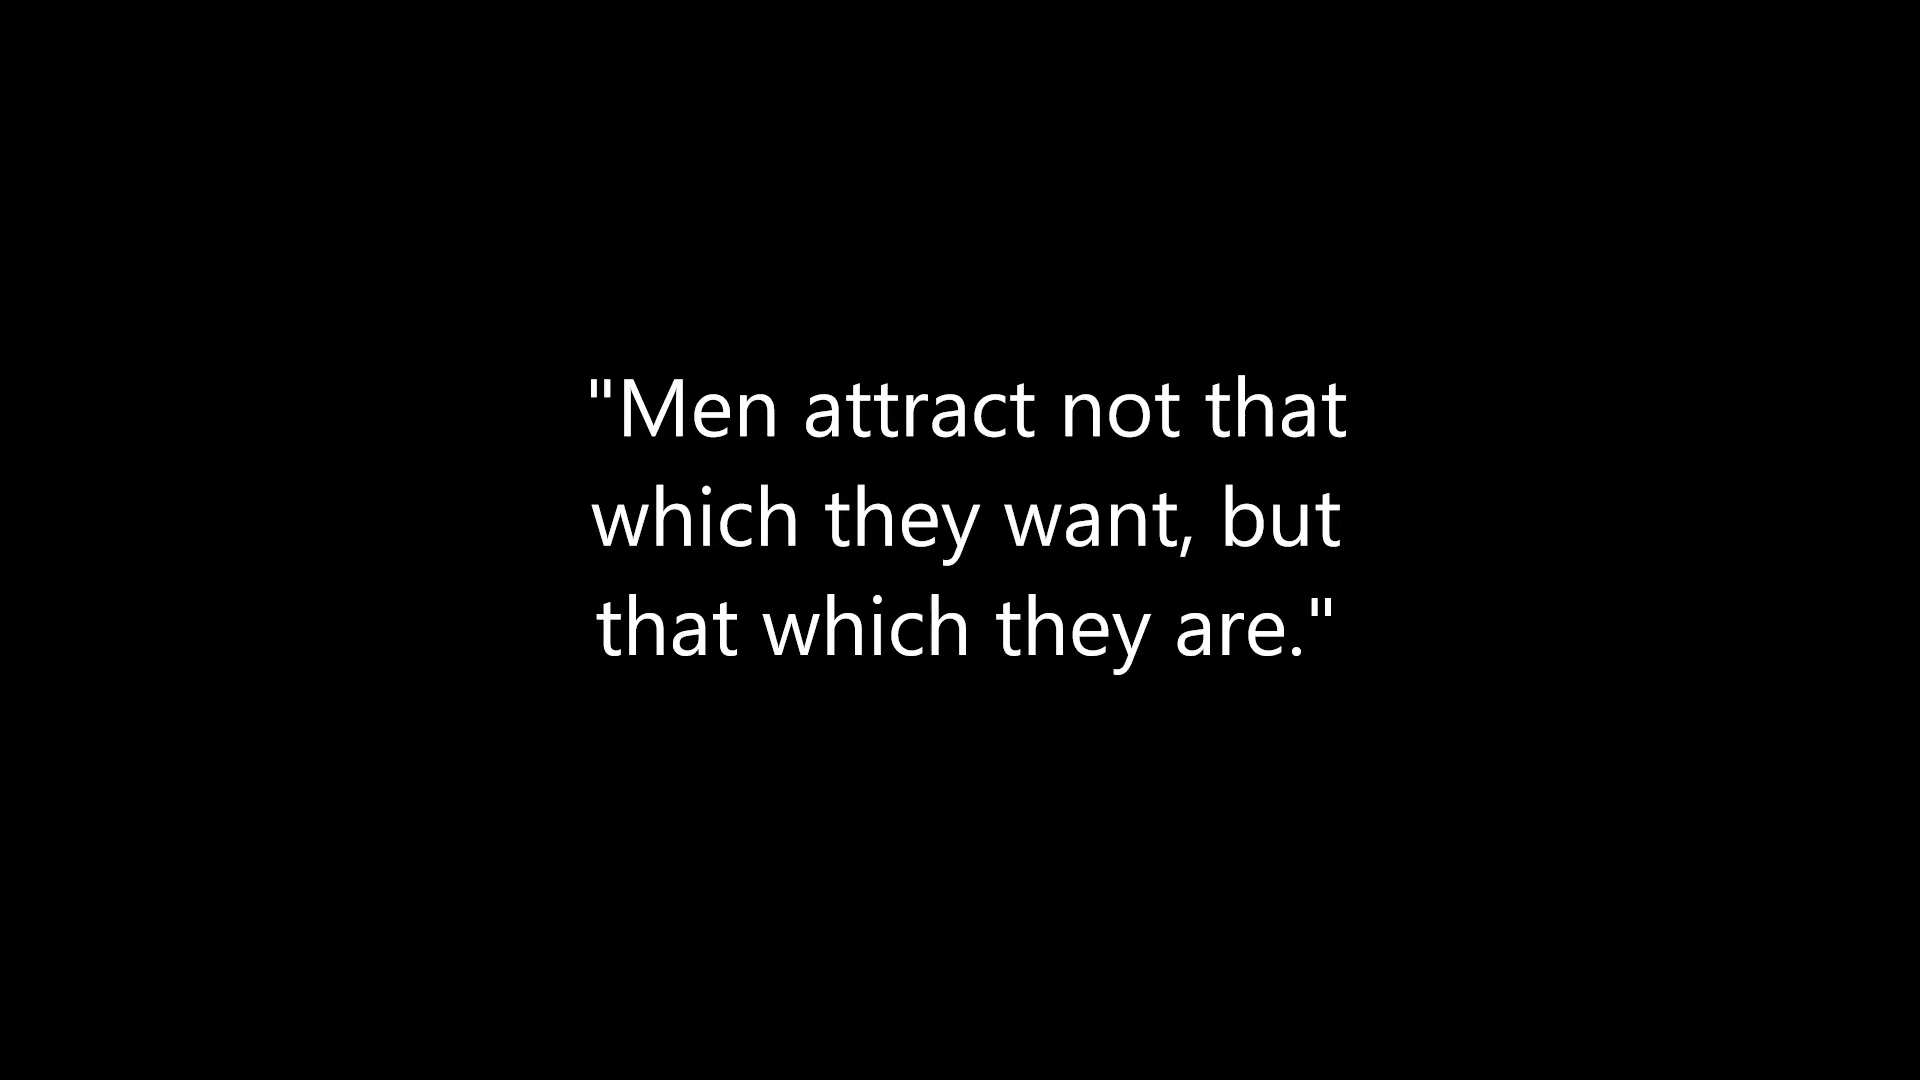 "Men attract not that
which they want, but
that which they are."